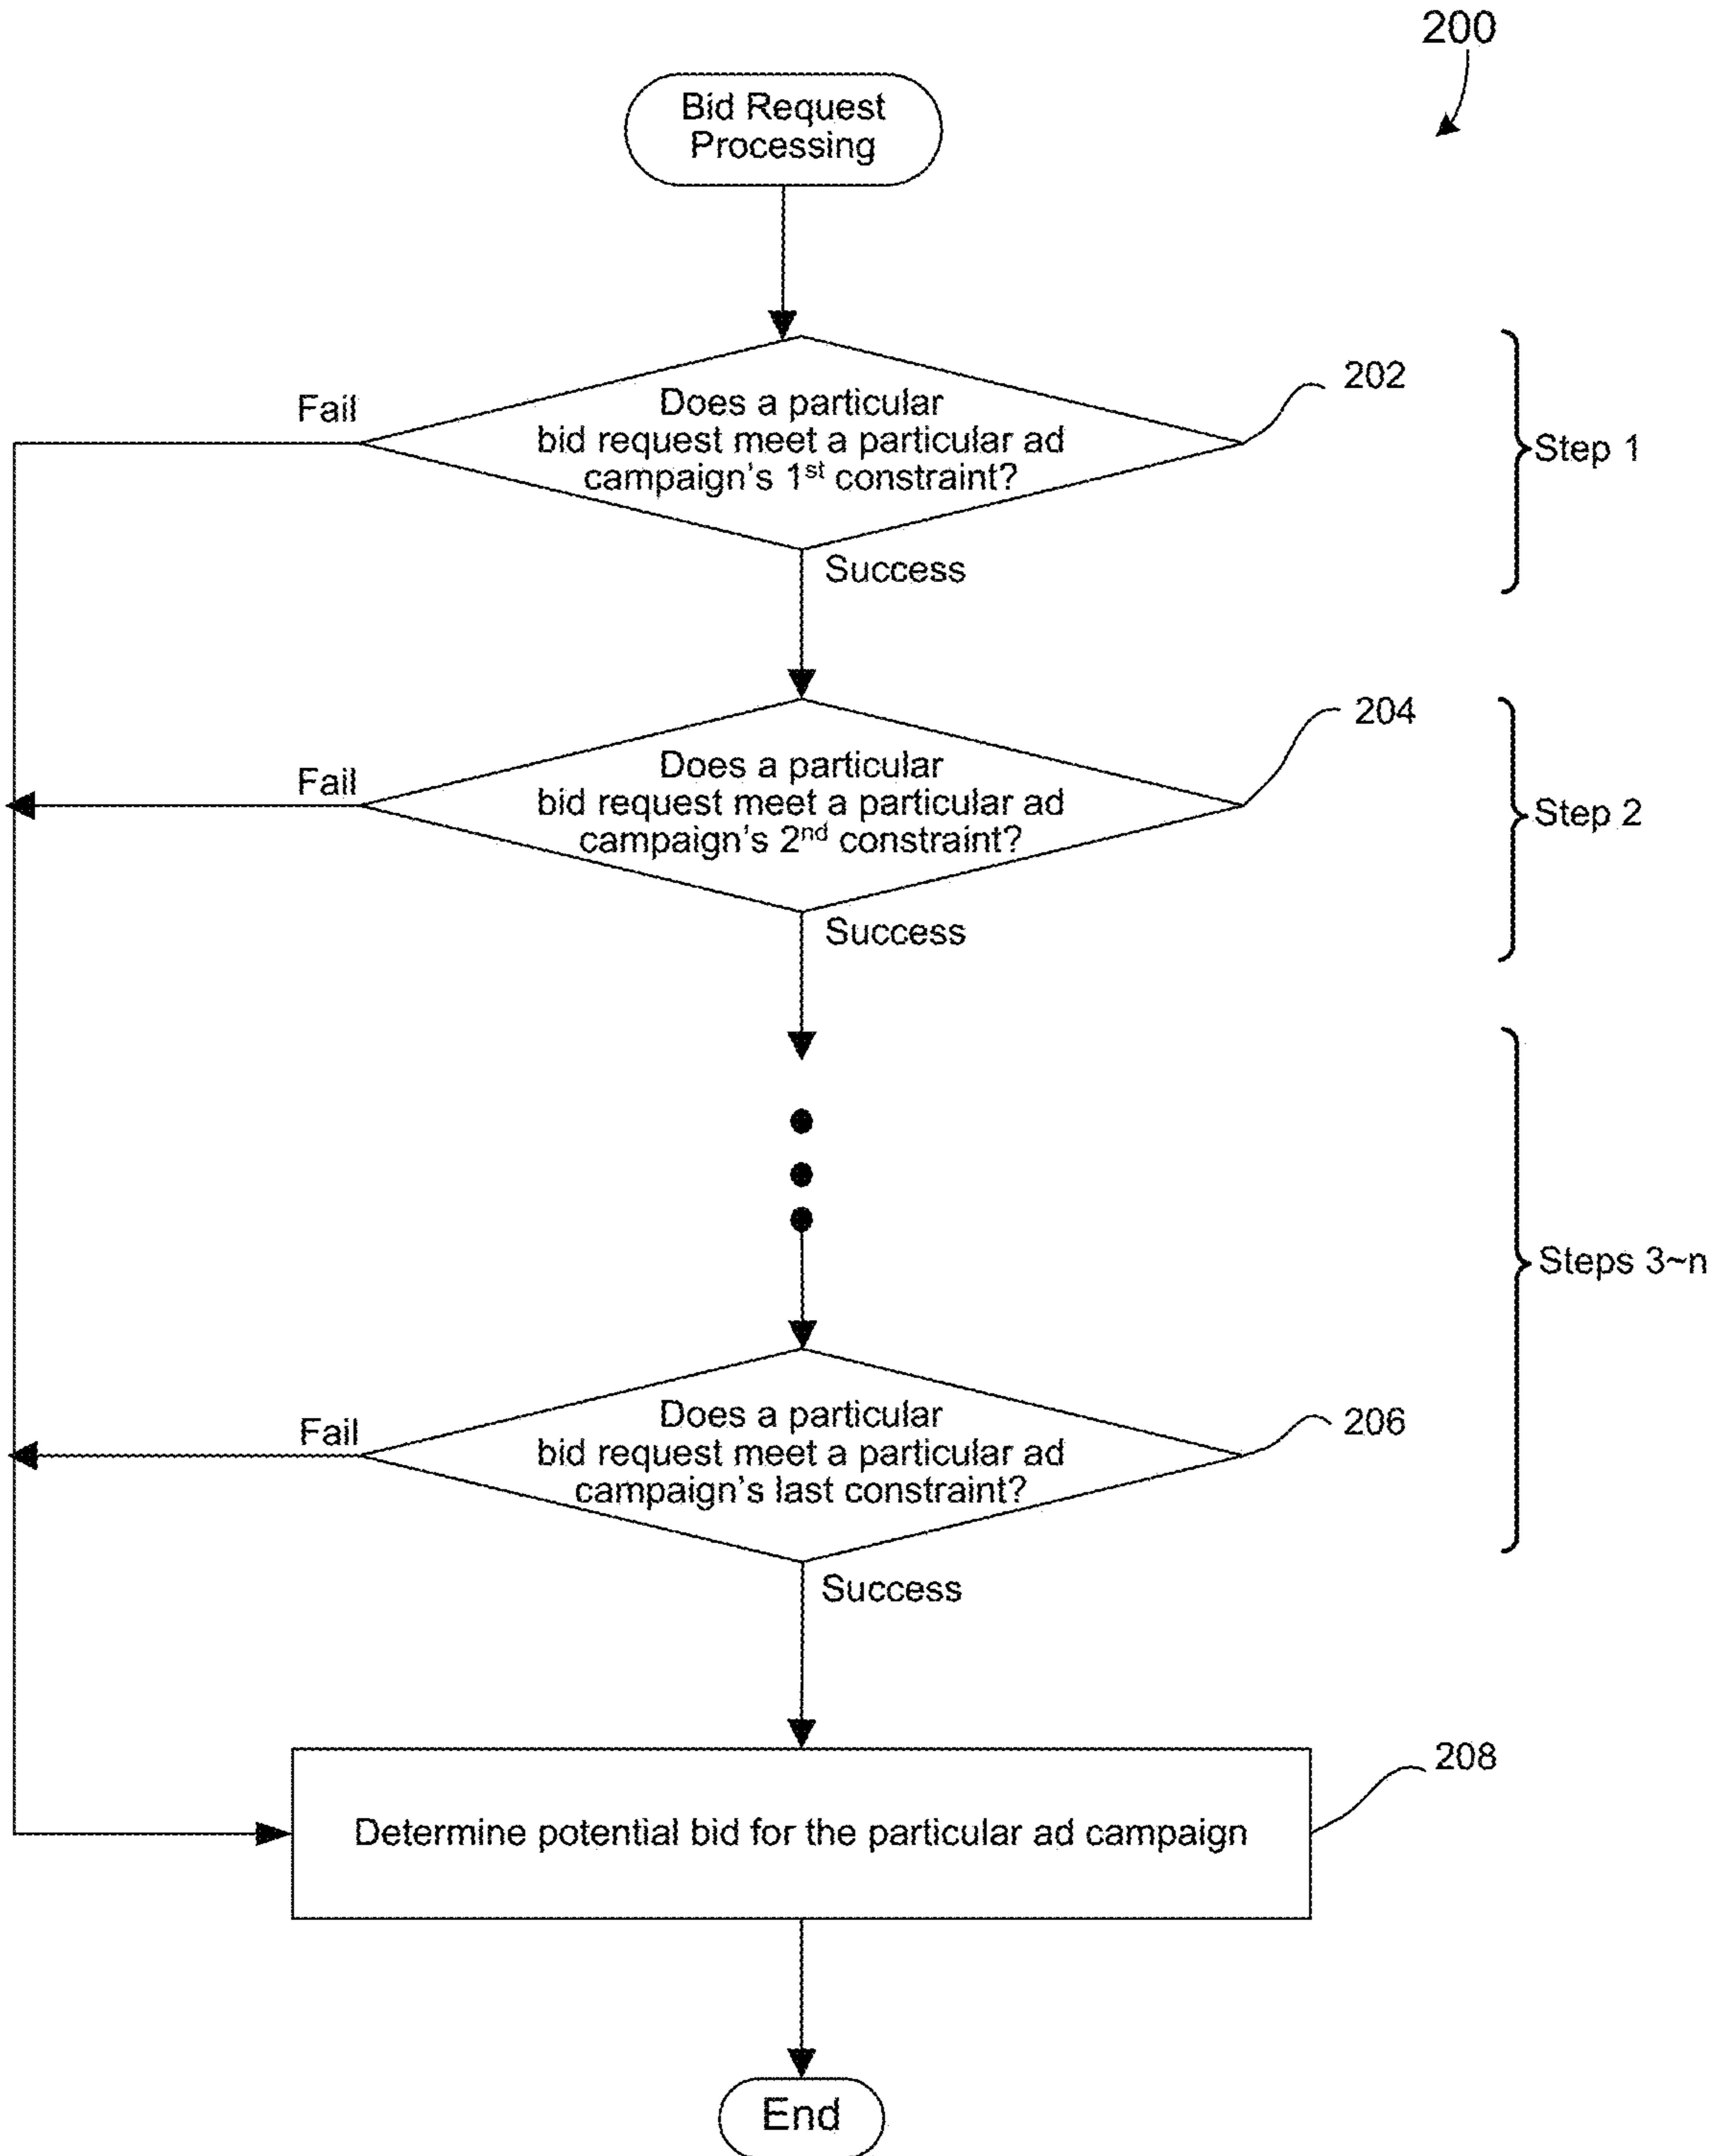 200
Bid Request
Processing
Fail
Does a particular
bid request meet a particular ad
campaign's 1st constraint?
202
Step 1
Success
Fail
Does a particular
bid request meet a particular ad
campaign's 2nd constraint?
204
Step 2
Success
Steps 3~n
Fail
Does a particular
bid request meet a particular ad
campaign's last constraint?
206
Success
208
Determine potential bid for the particular ad campaign
End